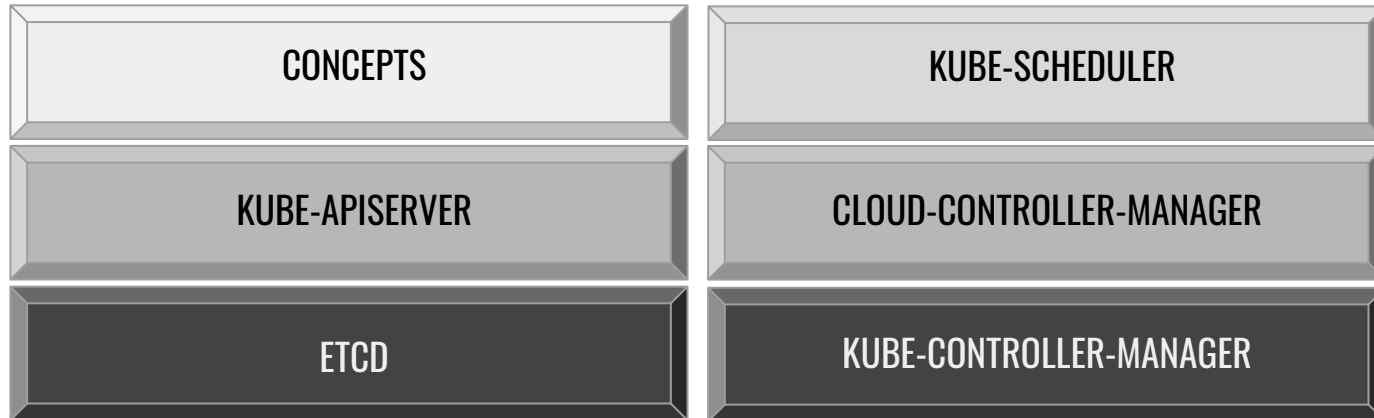 CONCEPTS
KUBE-SCHEDULER
KUBE-APISERVER
CLOUD-CONTROLLER-MANAGER
ETCD
KUBE-CONTROLLER-MANAGER